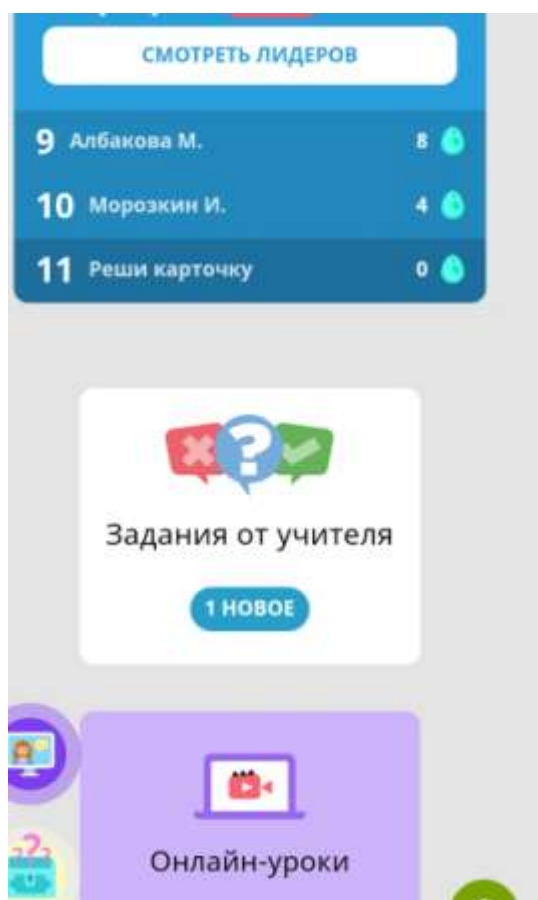 СМОТРЕТЬ ЛИДЕРОВ
9 Албакова М. 8
10 Морозкин И. 4
11 Реши карточку 0
?
Задания от учителя
1 НОВОЕ
???
Онлайн-уроки